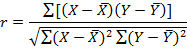 r = ∑[(X − X̄)(Y − Ȳ)] / √∑(X − X̄)² ∑(Y − Ȳ)²